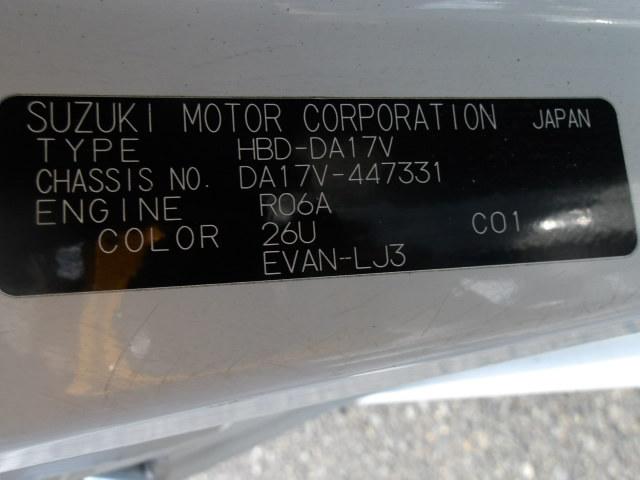 SUZUKI MOTOR CORPORATION JAPAN
TYPE HBD-DA17V
CHASSIS NO. DA17V-447331
ENGINE R06A
COLOR 26U C01
EVAN-LJ3